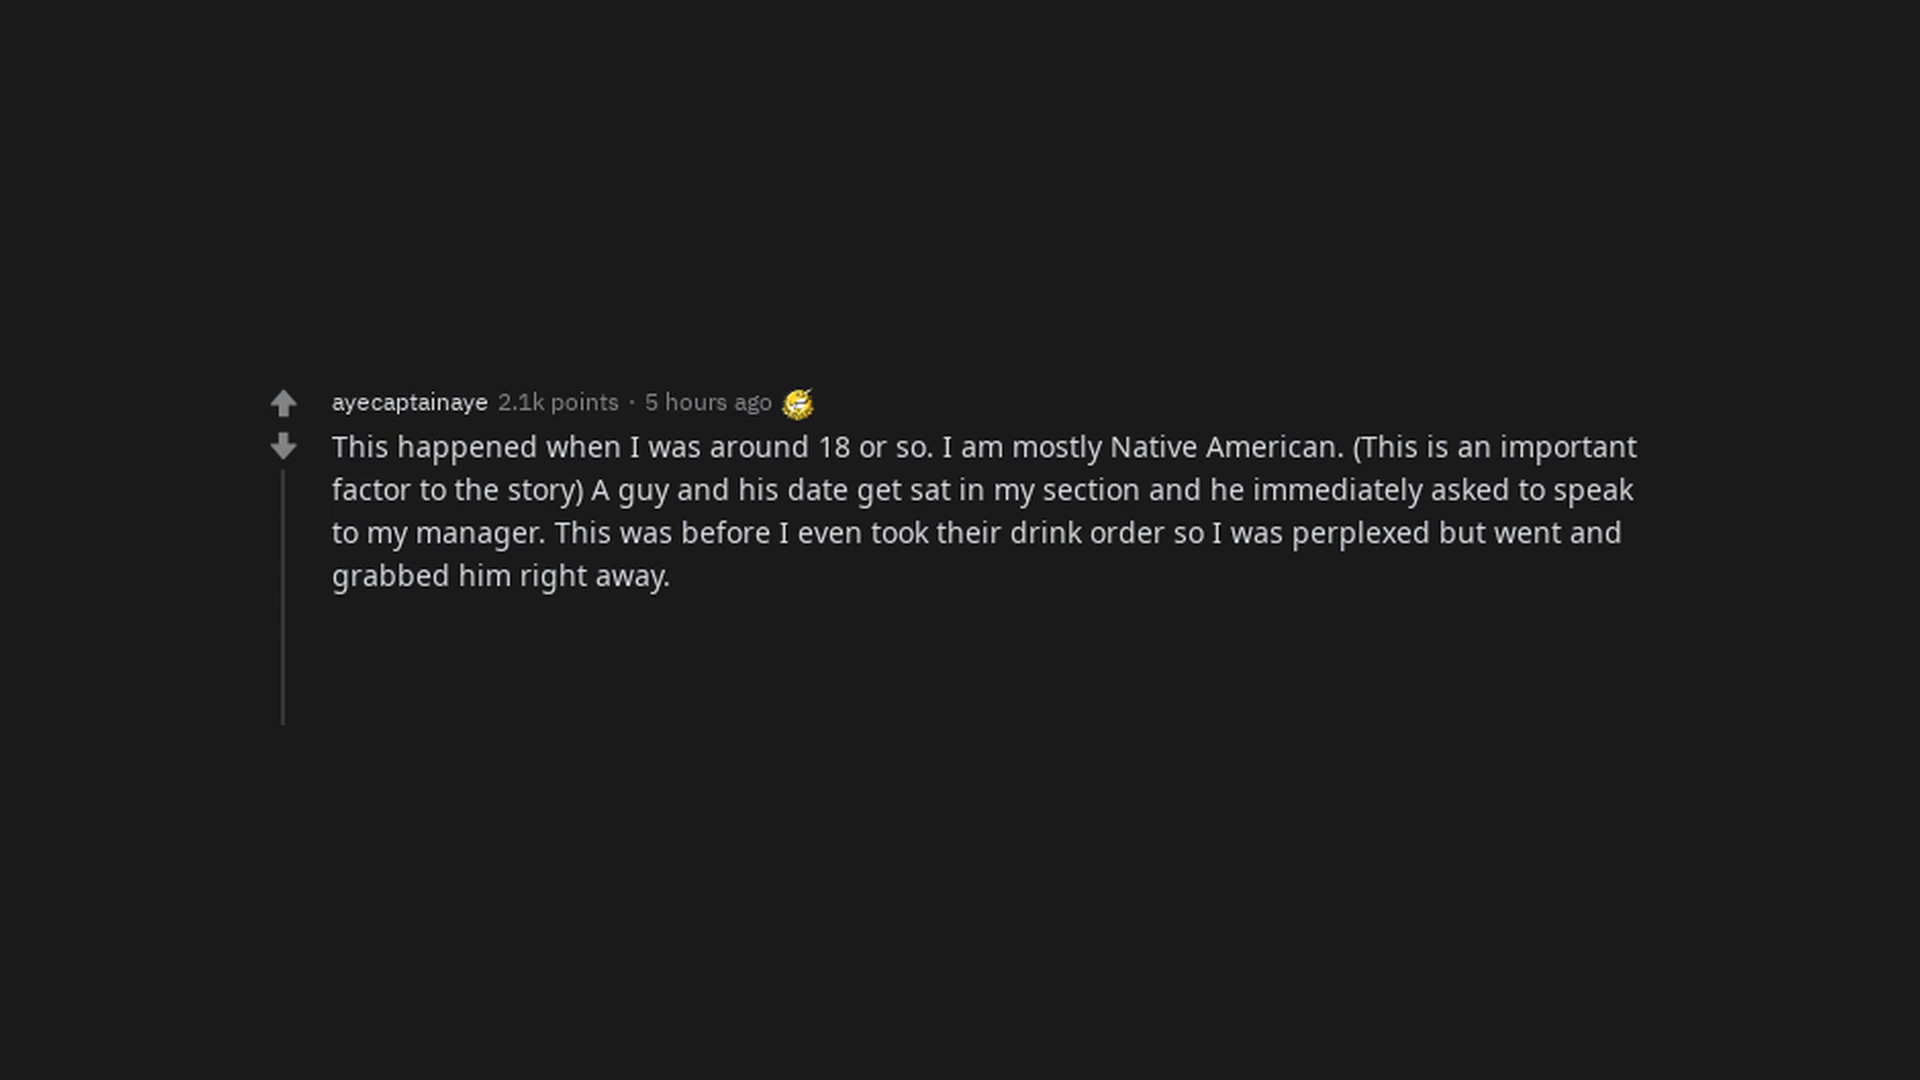 ayecaptainaye 2.1k points · 5 hours ago
This happened when I was around 18 or so. I am mostly Native American. (This is an important
factor to the story) A guy and his date get sat in my section and he immediately asked to speak
to my manager. This was before I even took their drink order so I was perplexed but went and
grabbed him right away.